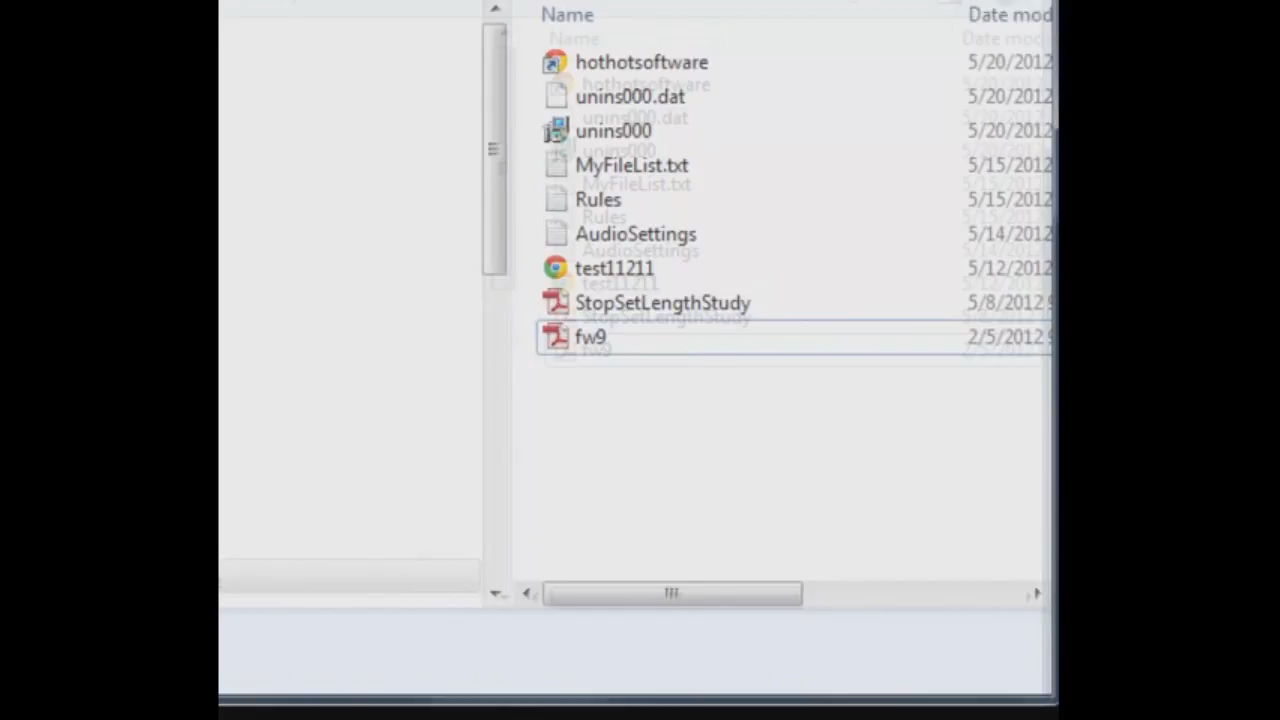 Name Date mod
hothotsoftware 5/20/2012
unins000.dat 5/20/2012
unins000 5/20/2012
MyFileList.txt 5/15/2012
Rules 5/15/2012
AudioSettings 5/14/2012
test11211 5/12/2012
StopSetLengthStudy 5/8/2012 9
fw9 2/5/2012 9